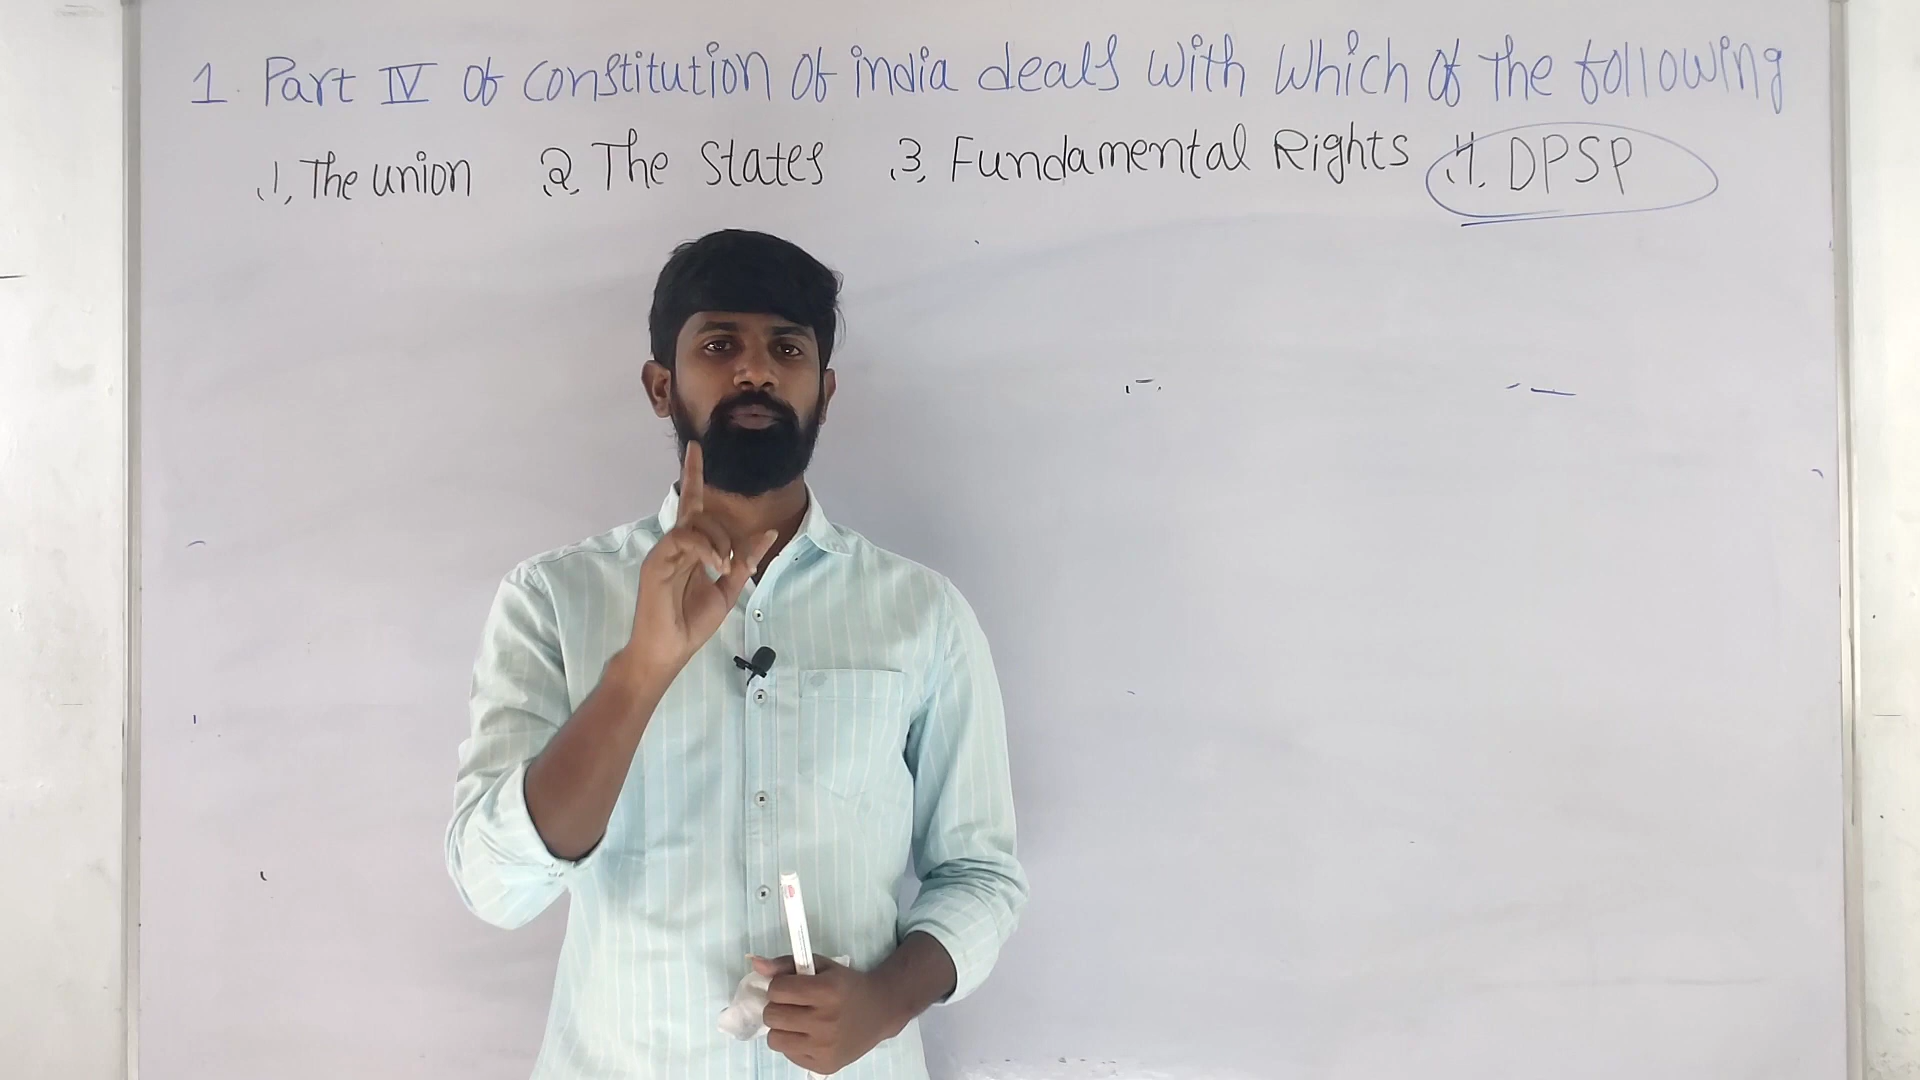 1. Part IV of constitution of india deals with which of the following
1, The union 2. The States 3. Fundamental Rights 4. DPSP